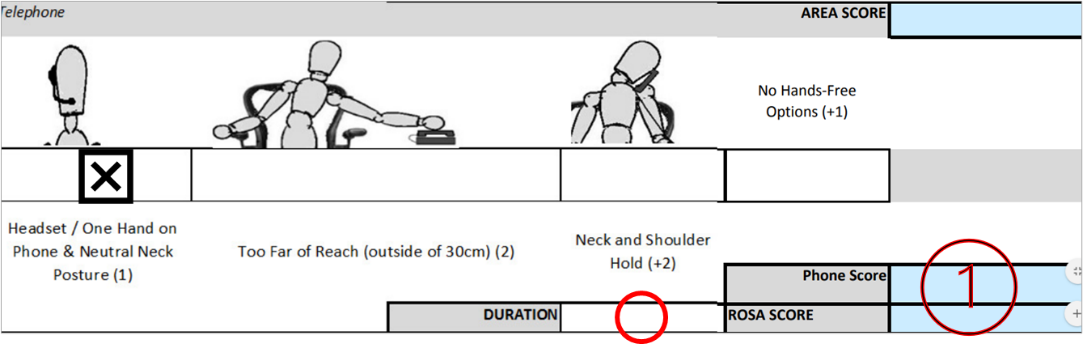 Telephone
AREA SCORE
No Hands-Free
Options (+1)
Headset / One Hand on
Phone & Neutral Neck
Posture (1)
Too Far of Reach (outside of 30cm) (2)
Neck and Shoulder
Hold (+2)
Phone Score
1
DURATION
ROSA SCORE